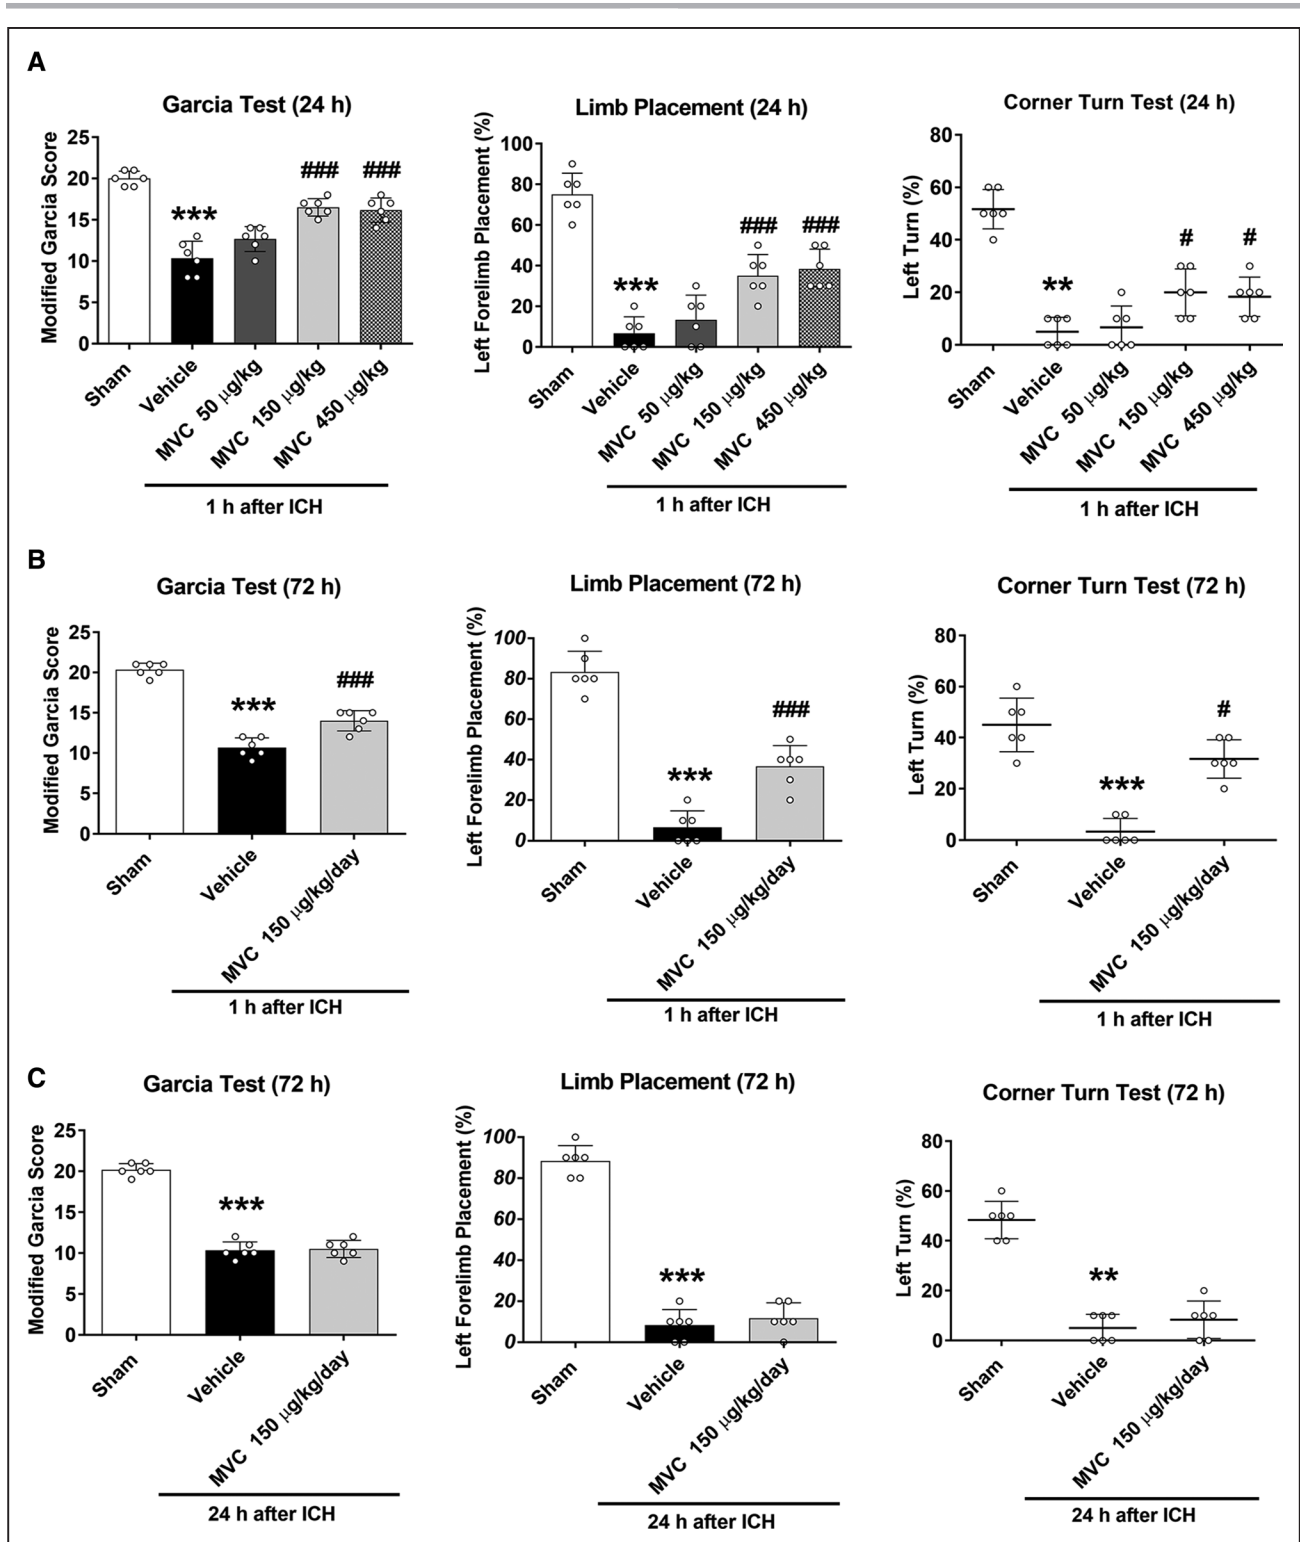 A
Garcia Test (24 h)
Modified Garcia Score
25
20
15
10
5
0
***
###
###
Sham
Vehicle
MVC 50 μg/kg
MVC 150 μg/kg
MVC 450 μg/kg
1 h after ICH
Limb Placement (24 h)
Left Forelimb Placement (%)
100
80
60
40
20
0
***
###
###
Sham
Vehicle
MVC 50 μg/kg
MVC 150 μg/kg
MVC 450 μg/kg
1 h after ICH
Corner Turn Test (24 h)
Left Turn (%)
80
60
40
20
0
**
#
#
Sham
Vehicle
MVC 50 μg/kg
MVC 150 μg/kg
MVC 450 μg/kg
1 h after ICH
B
Garcia Test (72 h)
Modified Garcia Score
25
20
15
10
5
0
***
###
Sham
Vehicle
MVC 150 μg/kg/day
1 h after ICH
Limb Placement (72 h)
Left Forelimb Placement (%)
100
80
60
40
20
0
***
###
Sham
Vehicle
MVC 150 μg/kg/day
1 h after ICH
Corner Turn Test (72 h)
Left Turn (%)
80
60
40
20
0
***
#
Sham
Vehicle
MVC 150 μg/kg/day
1 h after ICH
C
Garcia Test (72 h)
Modified Garcia Score
25
20
15
10
5
0
***
Sham
Vehicle
MVC 150 μg/kg/day
24 h after ICH
Limb Placement (72 h)
Left Forelimb Placement (%)
100
80
60
40
20
0
***
Sham
Vehicle
MVC 150 μg/kg/day
24 h after ICH
Corner Turn Test (72 h)
Left Turn (%)
80
60
40
20
0
**
Sham
Vehicle
MVC 150 μg/kg/day
24 h after ICH